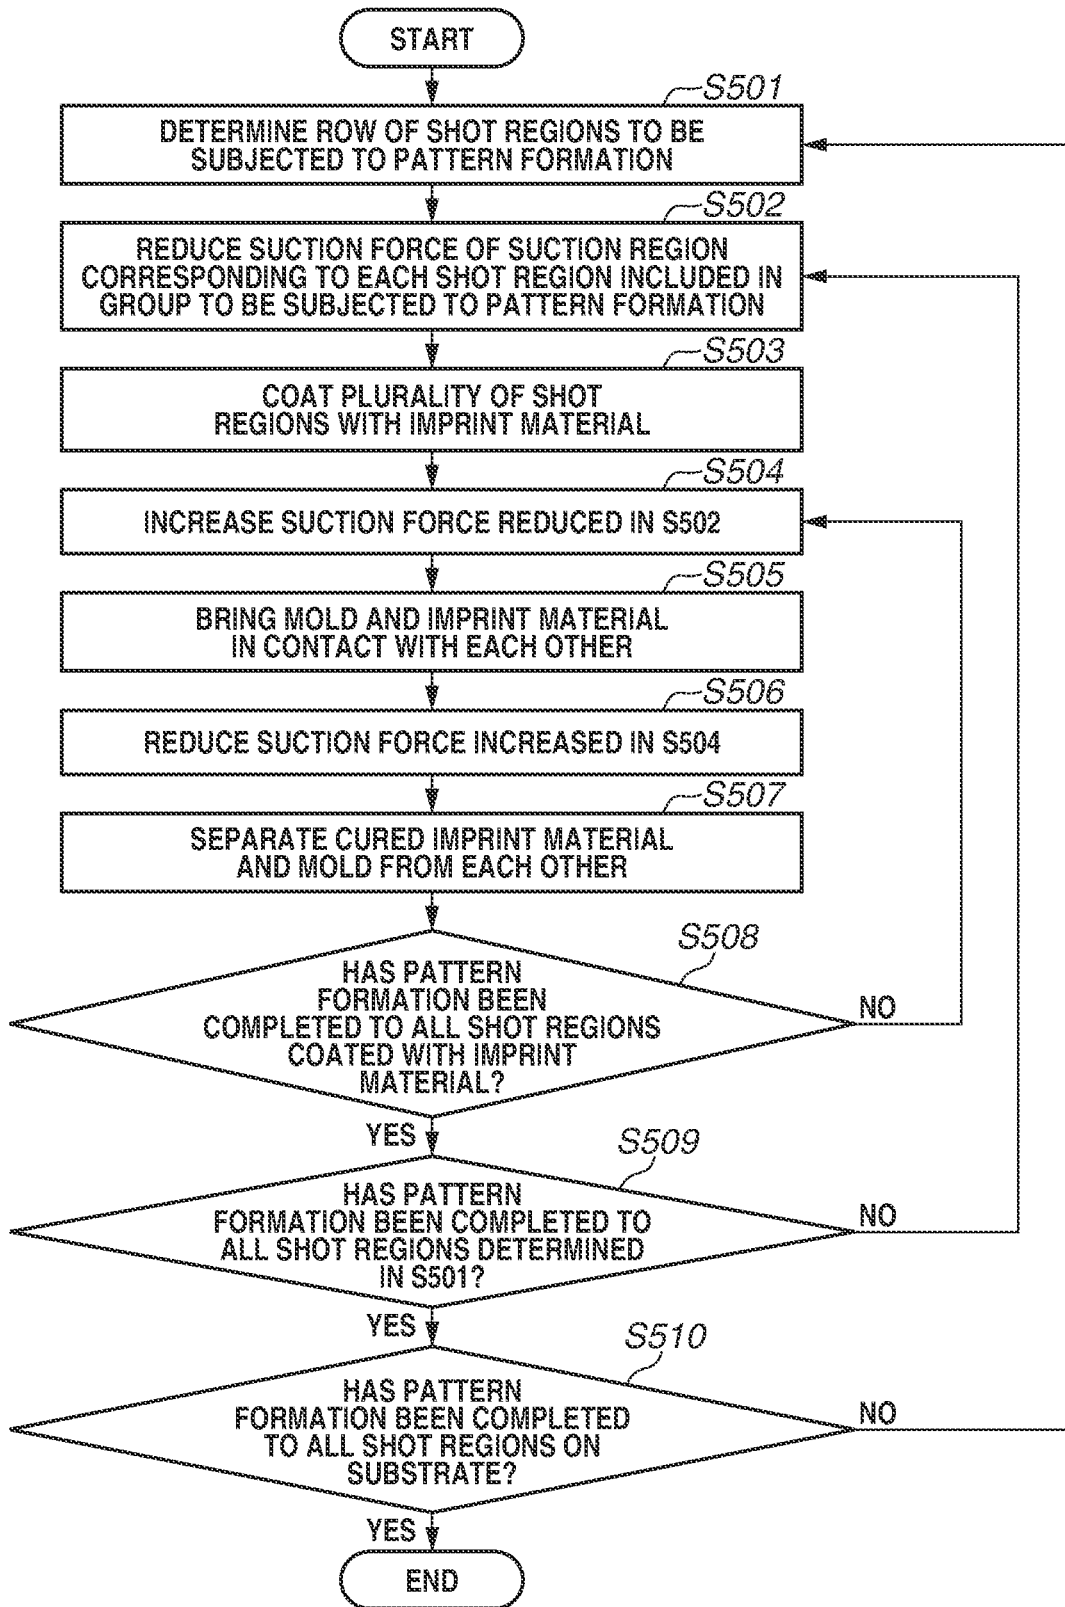 START
S501
DETERMINE ROW OF SHOT REGIONS TO BE
SUBJECTED TO PATTERN FORMATION
S502
REDUCE SUCTION FORCE OF SUCTION REGION
CORRESPONDING TO EACH SHOT REGION INCLUDED IN
GROUP TO BE SUBJECTED TO PATTERN FORMATION
S503
COAT PLURALITY OF SHOT
REGIONS WITH IMPRINT MATERIAL
S504
INCREASE SUCTION FORCE REDUCED IN S502
S505
BRING MOLD AND IMPRINT MATERIAL
IN CONTACT WITH EACH OTHER
S506
REDUCE SUCTION FORCE INCREASED IN S504
S507
SEPARATE CURED IMPRINT MATERIAL
AND MOLD FROM EACH OTHER
S508
HAS PATTERN
FORMATION BEEN
COMPLETED TO ALL SHOT REGIONS
COATED WITH IMPRINT
MATERIAL?
NO
YES
S509
HAS PATTERN
FORMATION BEEN COMPLETED TO
ALL SHOT REGIONS DETERMINED
IN S501?
NO
YES
S510
HAS PATTERN
FORMATION BEEN COMPLETED
TO ALL SHOT REGIONS ON
SUBSTRATE?
NO
YES
END